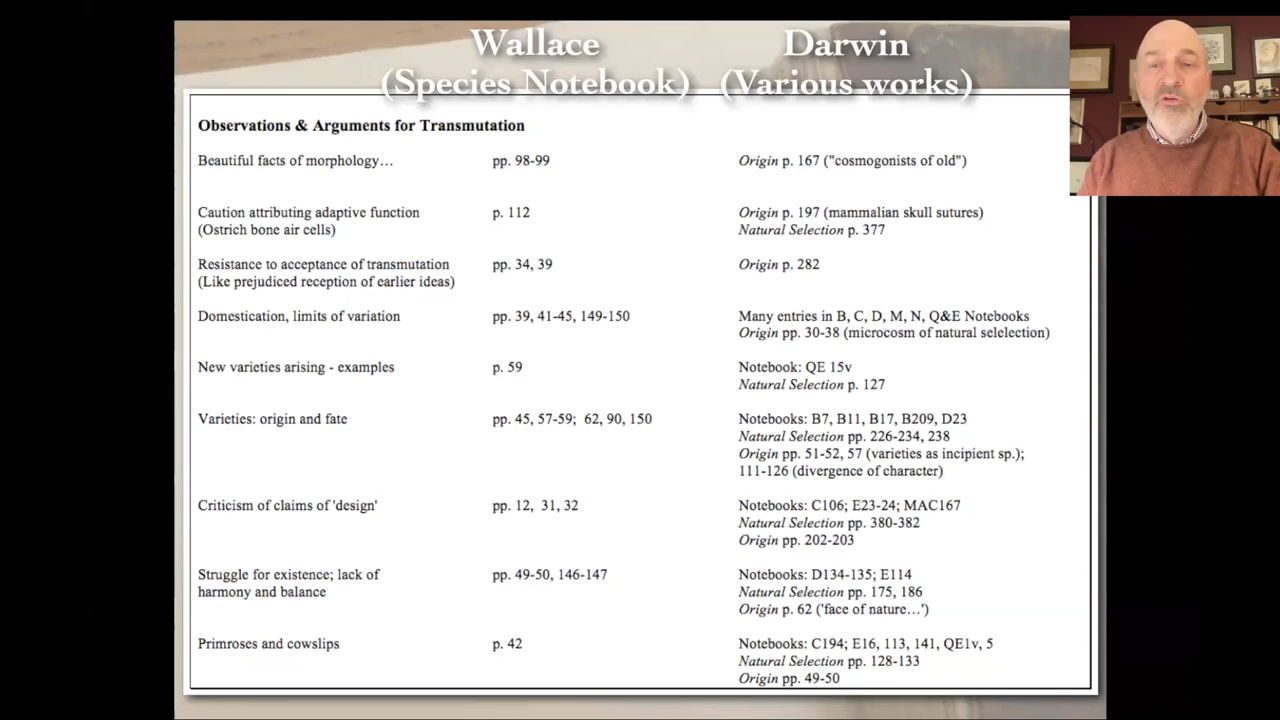 Wallace
(Species Notebook)
Darwin
(Various works)
Observations & Arguments for Transmutation
Beautiful facts of morphology… pp. 98-99 Origin p. 167 ("cosmogonists of old")
Caution attributing adaptive function p. 112 Origin p. 197 (mammalian skull sutures)
(Ostrich bone air cells) Natural Selection p. 377
Resistance to acceptance of transmutation pp. 34, 39 Origin p. 282
(Like prejudiced reception of earlier ideas)
Domestication, limits of variation pp. 39, 41-45, 149-150 Many entries in B, C, D, M, N, Q&E Notebooks
Origin pp. 30-38 (microcosm of natural selelection)
New varieties arising - examples p. 59 Notebook: QE 15v
Natural Selection p. 127
Varieties: origin and fate pp. 45, 57-59; 62, 90, 150 Notebooks: B7, B11, B17, B209, D23
Natural Selection pp. 226-234, 238
Origin pp. 51-52, 57 (varieties as incipient sp.);
111-126 (divergence of character)
Criticism of claims of 'design' pp. 12, 31, 32 Notebooks: C106; E23-24; MAC167
Natural Selection pp. 380-382
Origin pp. 202-203
Struggle for existence; lack of pp. 49-50, 146-147 Notebooks: D134-135; E114
harmony and balance Natural Selection pp. 175, 186
Origin p. 62 ('face of nature…')
Primroses and cowslips p. 42 Notebooks: C194; E16, 113, 141, QE1v, 5
Natural Selection pp. 128-133
Origin pp. 49-50